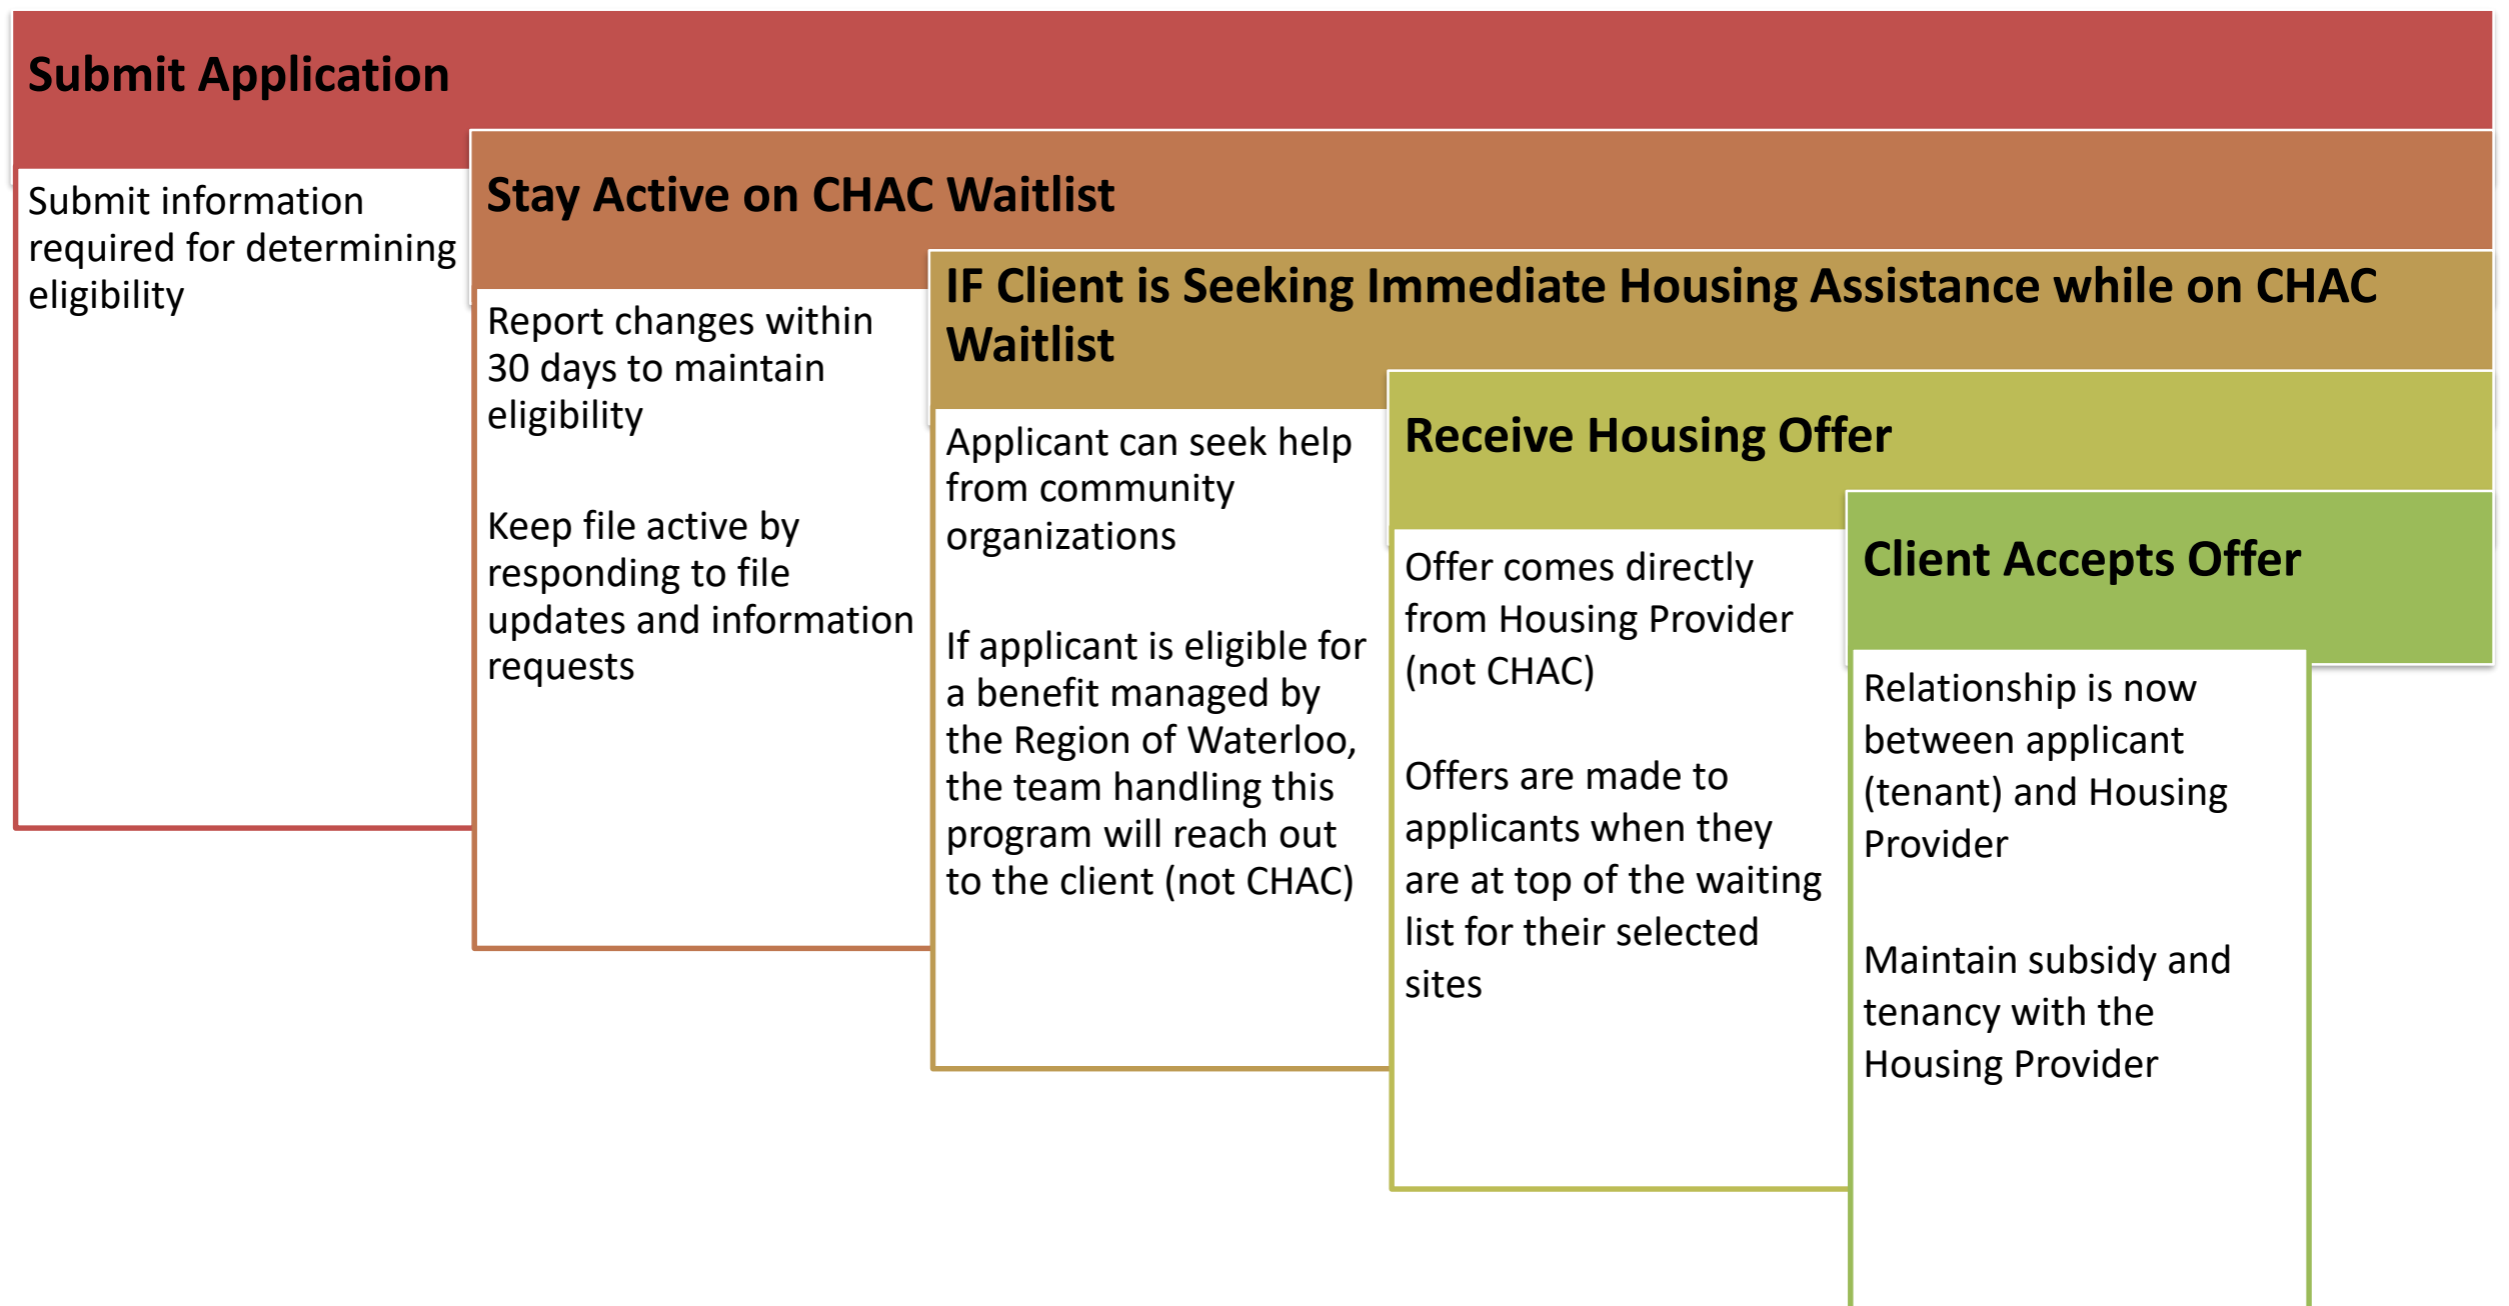 Submit Application
Submit information
required for determining
eligibility
Stay Active on CHAC Waitlist
Report changes within
30 days to maintain
eligibility
Keep file active by
responding to file
updates and information
requests
IF Client is Seeking Immediate Housing Assistance while on CHAC
Waitlist
Applicant can seek help
from community
organizations
If applicant is eligible for
a benefit managed by
the Region of Waterloo,
the team handling this
program will reach out
to the client (not CHAC)
Receive Housing Offer
Offer comes directly
from Housing Provider
(not CHAC)
Offers are made to
applicants when they
are at top of the waiting
list for their selected
sites
Client Accepts Offer
Relationship is now
between applicant
(tenant) and Housing
Provider
Maintain subsidy and
tenancy with the
Housing Provider